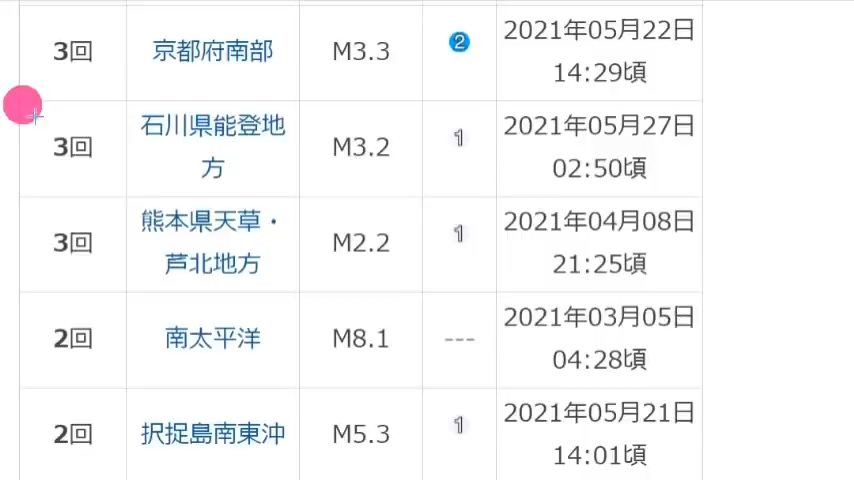 3回 京都府南部 M3.3 2 2021年05月22日
14:29頃
3回 石川県能登地
方 M3.2 1 2021年05月27日
02:50頃
3回 熊本県天草・
芦北地方 M2.2 1 2021年04月08日
21:25頃
2回 南太平洋 M8.1 --- 2021年03月05日
04:28頃
2回 択捉島南東沖 M5.3 1 2021年05月21日
14:01頃